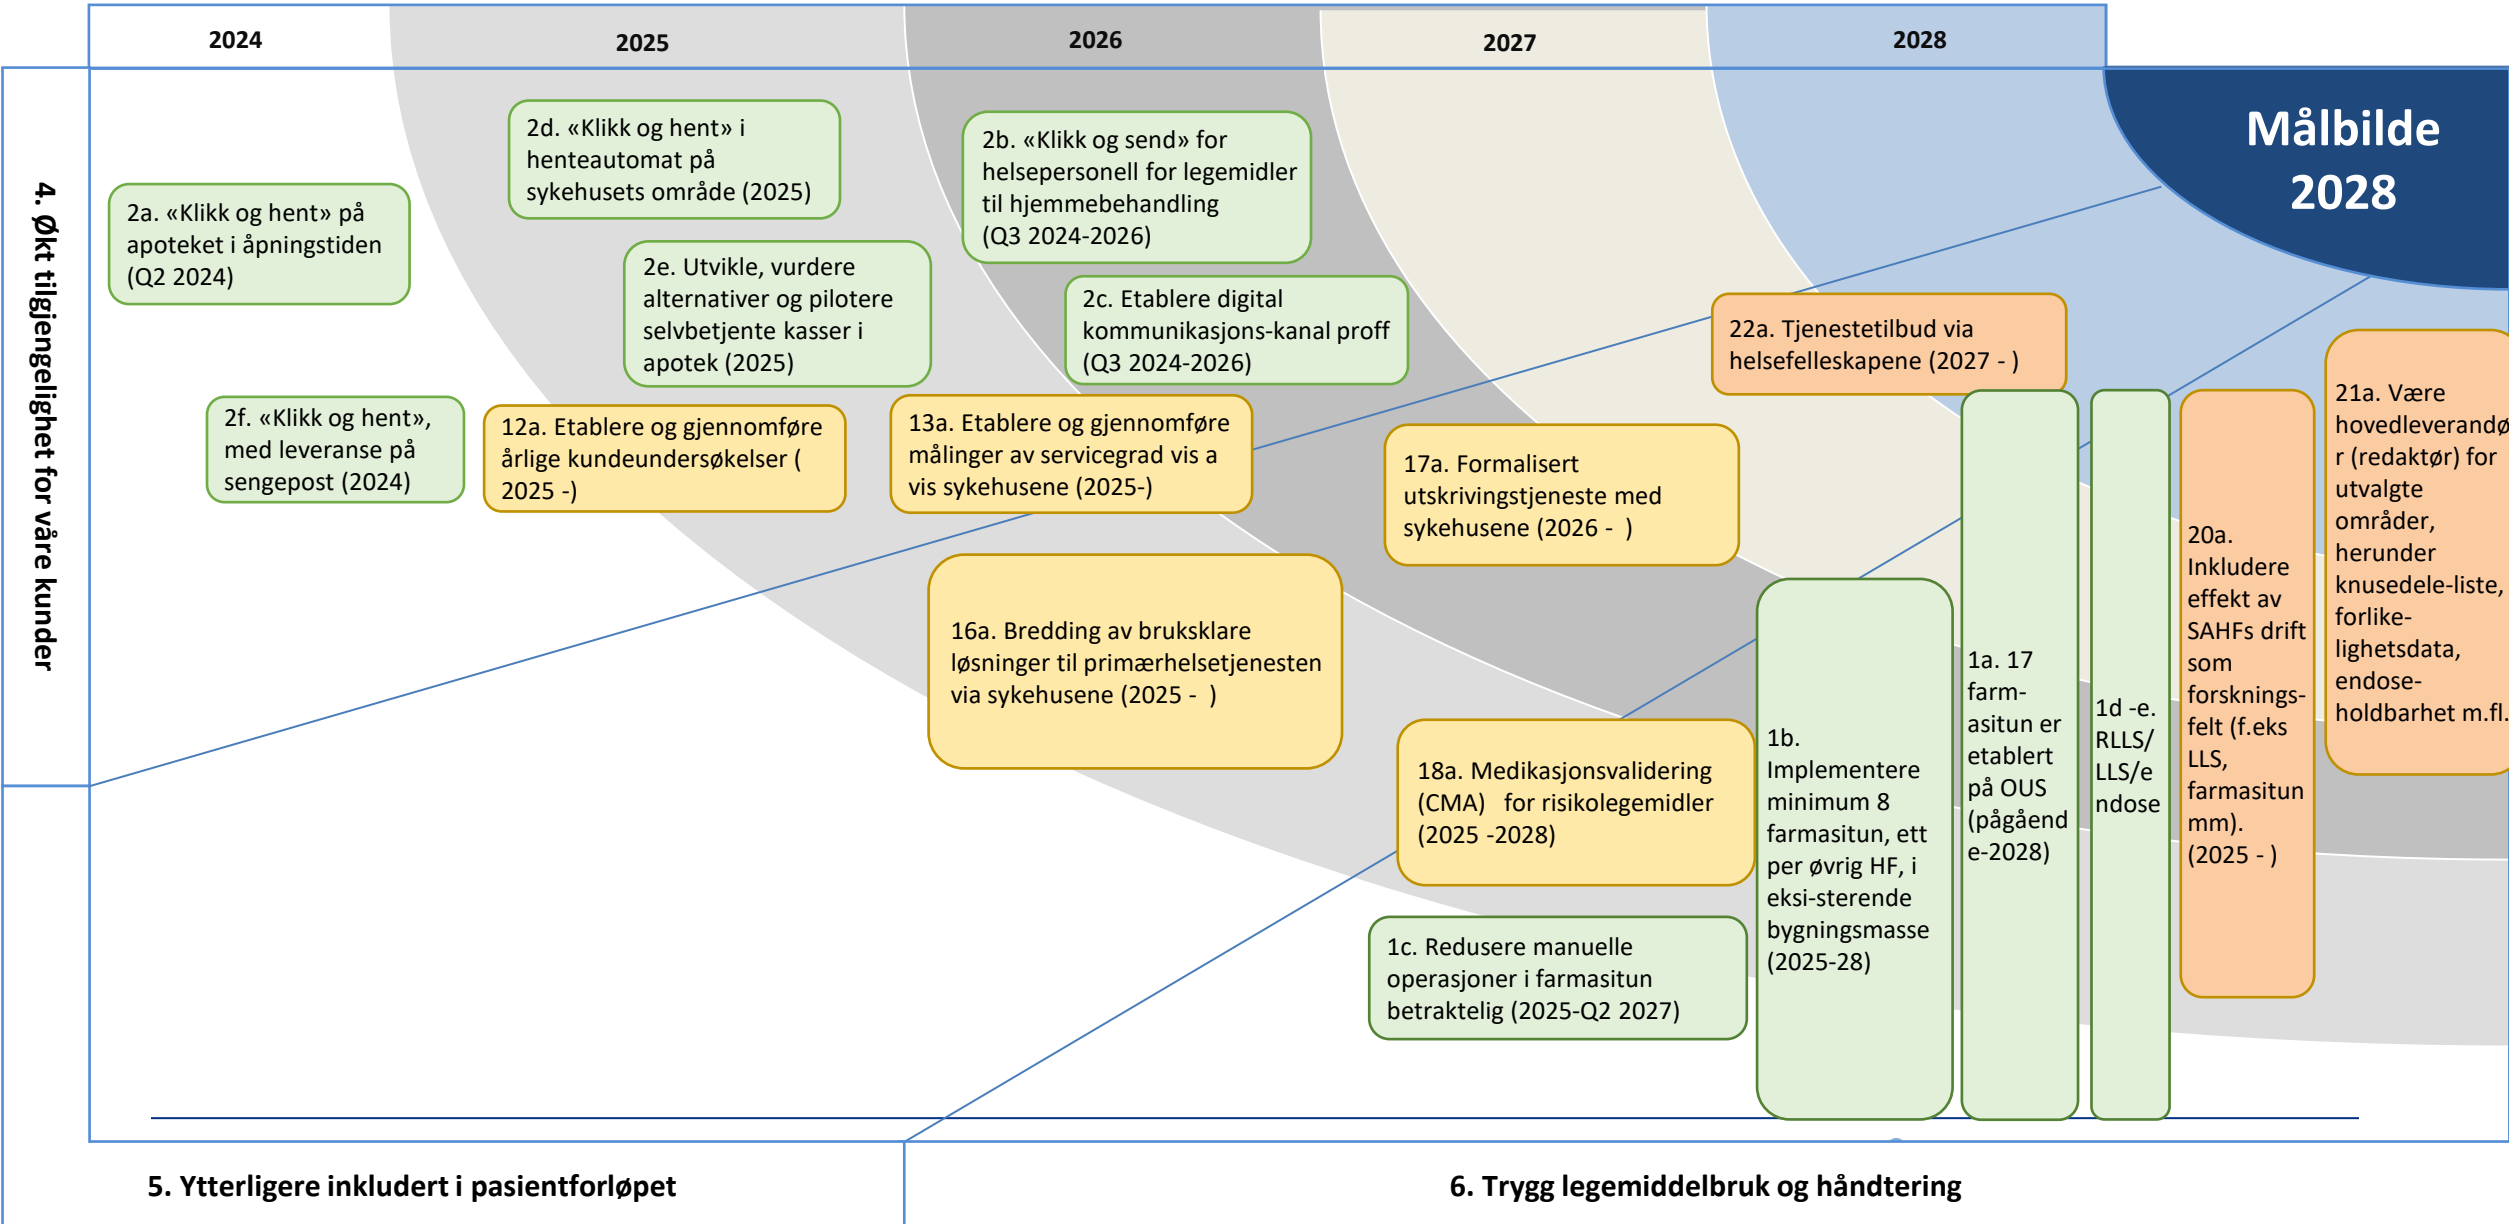 2024
2025
2026
2027
2028
Målbilde
2028
4. Økt tilgjengelighet for våre kunder
2a. «Klikk og hent» på
apoteket i åpningstiden
(Q2 2024)
2d. «Klikk og hent» i
henteautomat på
sykehusets område (2025)
2b. «Klikk og send» for
helsepersonell for legemidler
til hjemmebehandling
(Q3 2024-2026)
2e. Utvikle, vurdere
alternativer og pilotere
selvbetjente kasser i
apotek (2025)
2c. Etablere digital
kommunikasjons-kanal proff
(Q3 2024-2026)
22a. Tjenestetilbud via
helsefelleskapene (2027 - )
2f. «Klikk og hent»,
med leveranse på
sengepost (2024)
12a. Etablere og gjennomføre
årlige kundeundersøkelser (
2025 -)
13a. Etablere og gjennomføre
målinger av servicegrad vis a
vis sykehusene (2025-)
17a. Formalisert
utskrivingstjeneste med
sykehusene (2026 - )
16a. Bredding av bruksklare
løsninger til primærhelsetjenesten
via sykehusene (2025 - )
18a. Medikasjonsvalidering
(CMA) for risikolegemidler
(2025 -2028)
1c. Redusere manuelle
operasjoner i farmasitun
betraktelig (2025-Q2 2027)
1b.
Implementere
minimum 8
farmasitun, ett
per øvrig HF, i
eksi-sterende
bygningsmasse
(2025-28)
1a. 17
farm-
asitun er
etablert
på OUS
(pågåend
e-2028)
1d -e.
RLLS/
LLS/e
ndose
20a.
Inkludere
effekt av
SAHFs drift
som
forsknings-
felt (f.eks
LLS,
farmasitun
mm).
(2025 - )
21a. Være
hovedleverandø
r (redaktør) for
utvalgte
områder,
herunder
knusedele-liste,
forlike-
lighetsdata,
endose-
holdbarhet m.fl.
5. Ytterligere inkludert i pasientforløpet
6. Trygg legemiddelbruk og håndtering